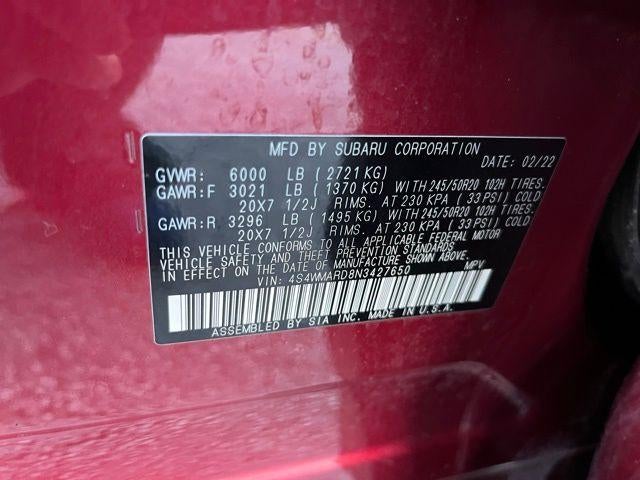 MFD BY SUBARU CORPORATION
DATE: 02/22
GVWR: 6000 LB ( 2721 KG)
GAWR:F 3021 LB ( 1370 KG) WITH 245/50R20 102H TIRES.
20X7 1/2J RIMS. AT 230 KPA ( 33 PSI) COLD
GAWR:R 3296 LB ( 1495 KG) WITH 245/50R20 102H TIRES.
20X7 1/2J RIMS. AT 230 KPA ( 33 PSI) COLD
THIS VEHICLE CONFORMS TO ALL APPLICABLE FEDERAL MOTOR
VEHICLE SAFETY AND THEFT PREVENTION STANDARDS
IN EFFECT ON THE DATE OF MANUFACTURE SHOWN ABOVE.
VIN: 4S4WMARD8N3427650 MPV
ASSEMBLED BY SIA INC. MADE IN U.S.A.